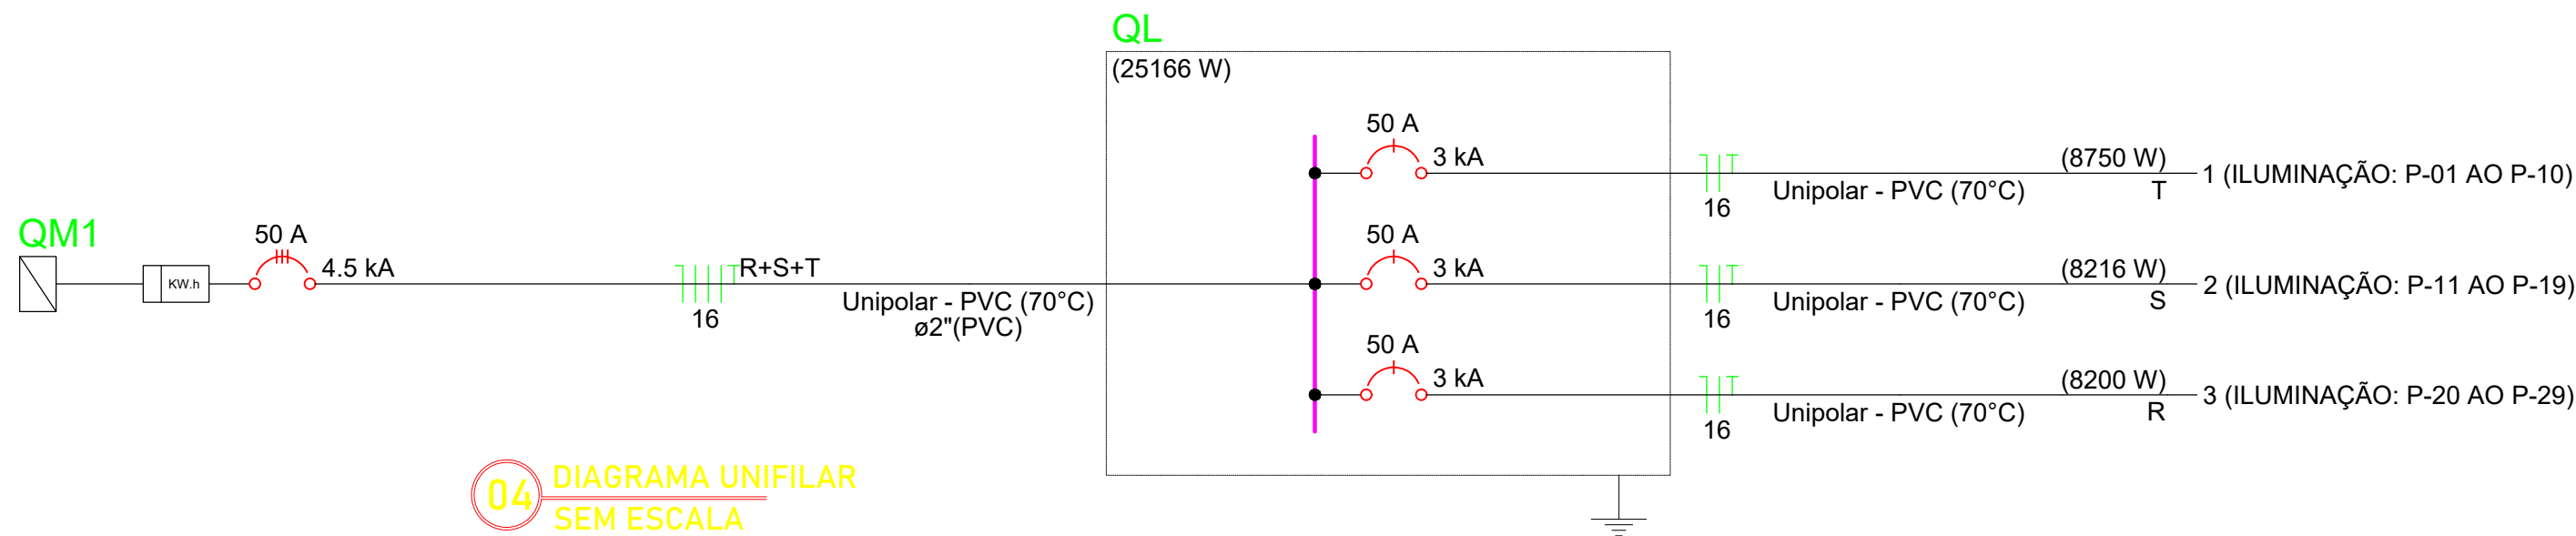 QL
(25166 W)
50 A
3 kA
16
Unipolar - PVC (70°C)
(8750 W)
T
1 (ILUMINAÇÃO: P-01 AO P-10)
QM1
KW.h
50 A
4.5 kA
16
R+S+T
Unipolar - PVC (70°C)
ø2"(PVC)
50 A
3 kA
16
Unipolar - PVC (70°C)
(8216 W)
S
2 (ILUMINAÇÃO: P-11 AO P-19)
50 A
3 kA
16
Unipolar - PVC (70°C)
(8200 W)
R
3 (ILUMINAÇÃO: P-20 AO P-29)
04
DIAGRAMA UNIFILAR
SEM ESCALA